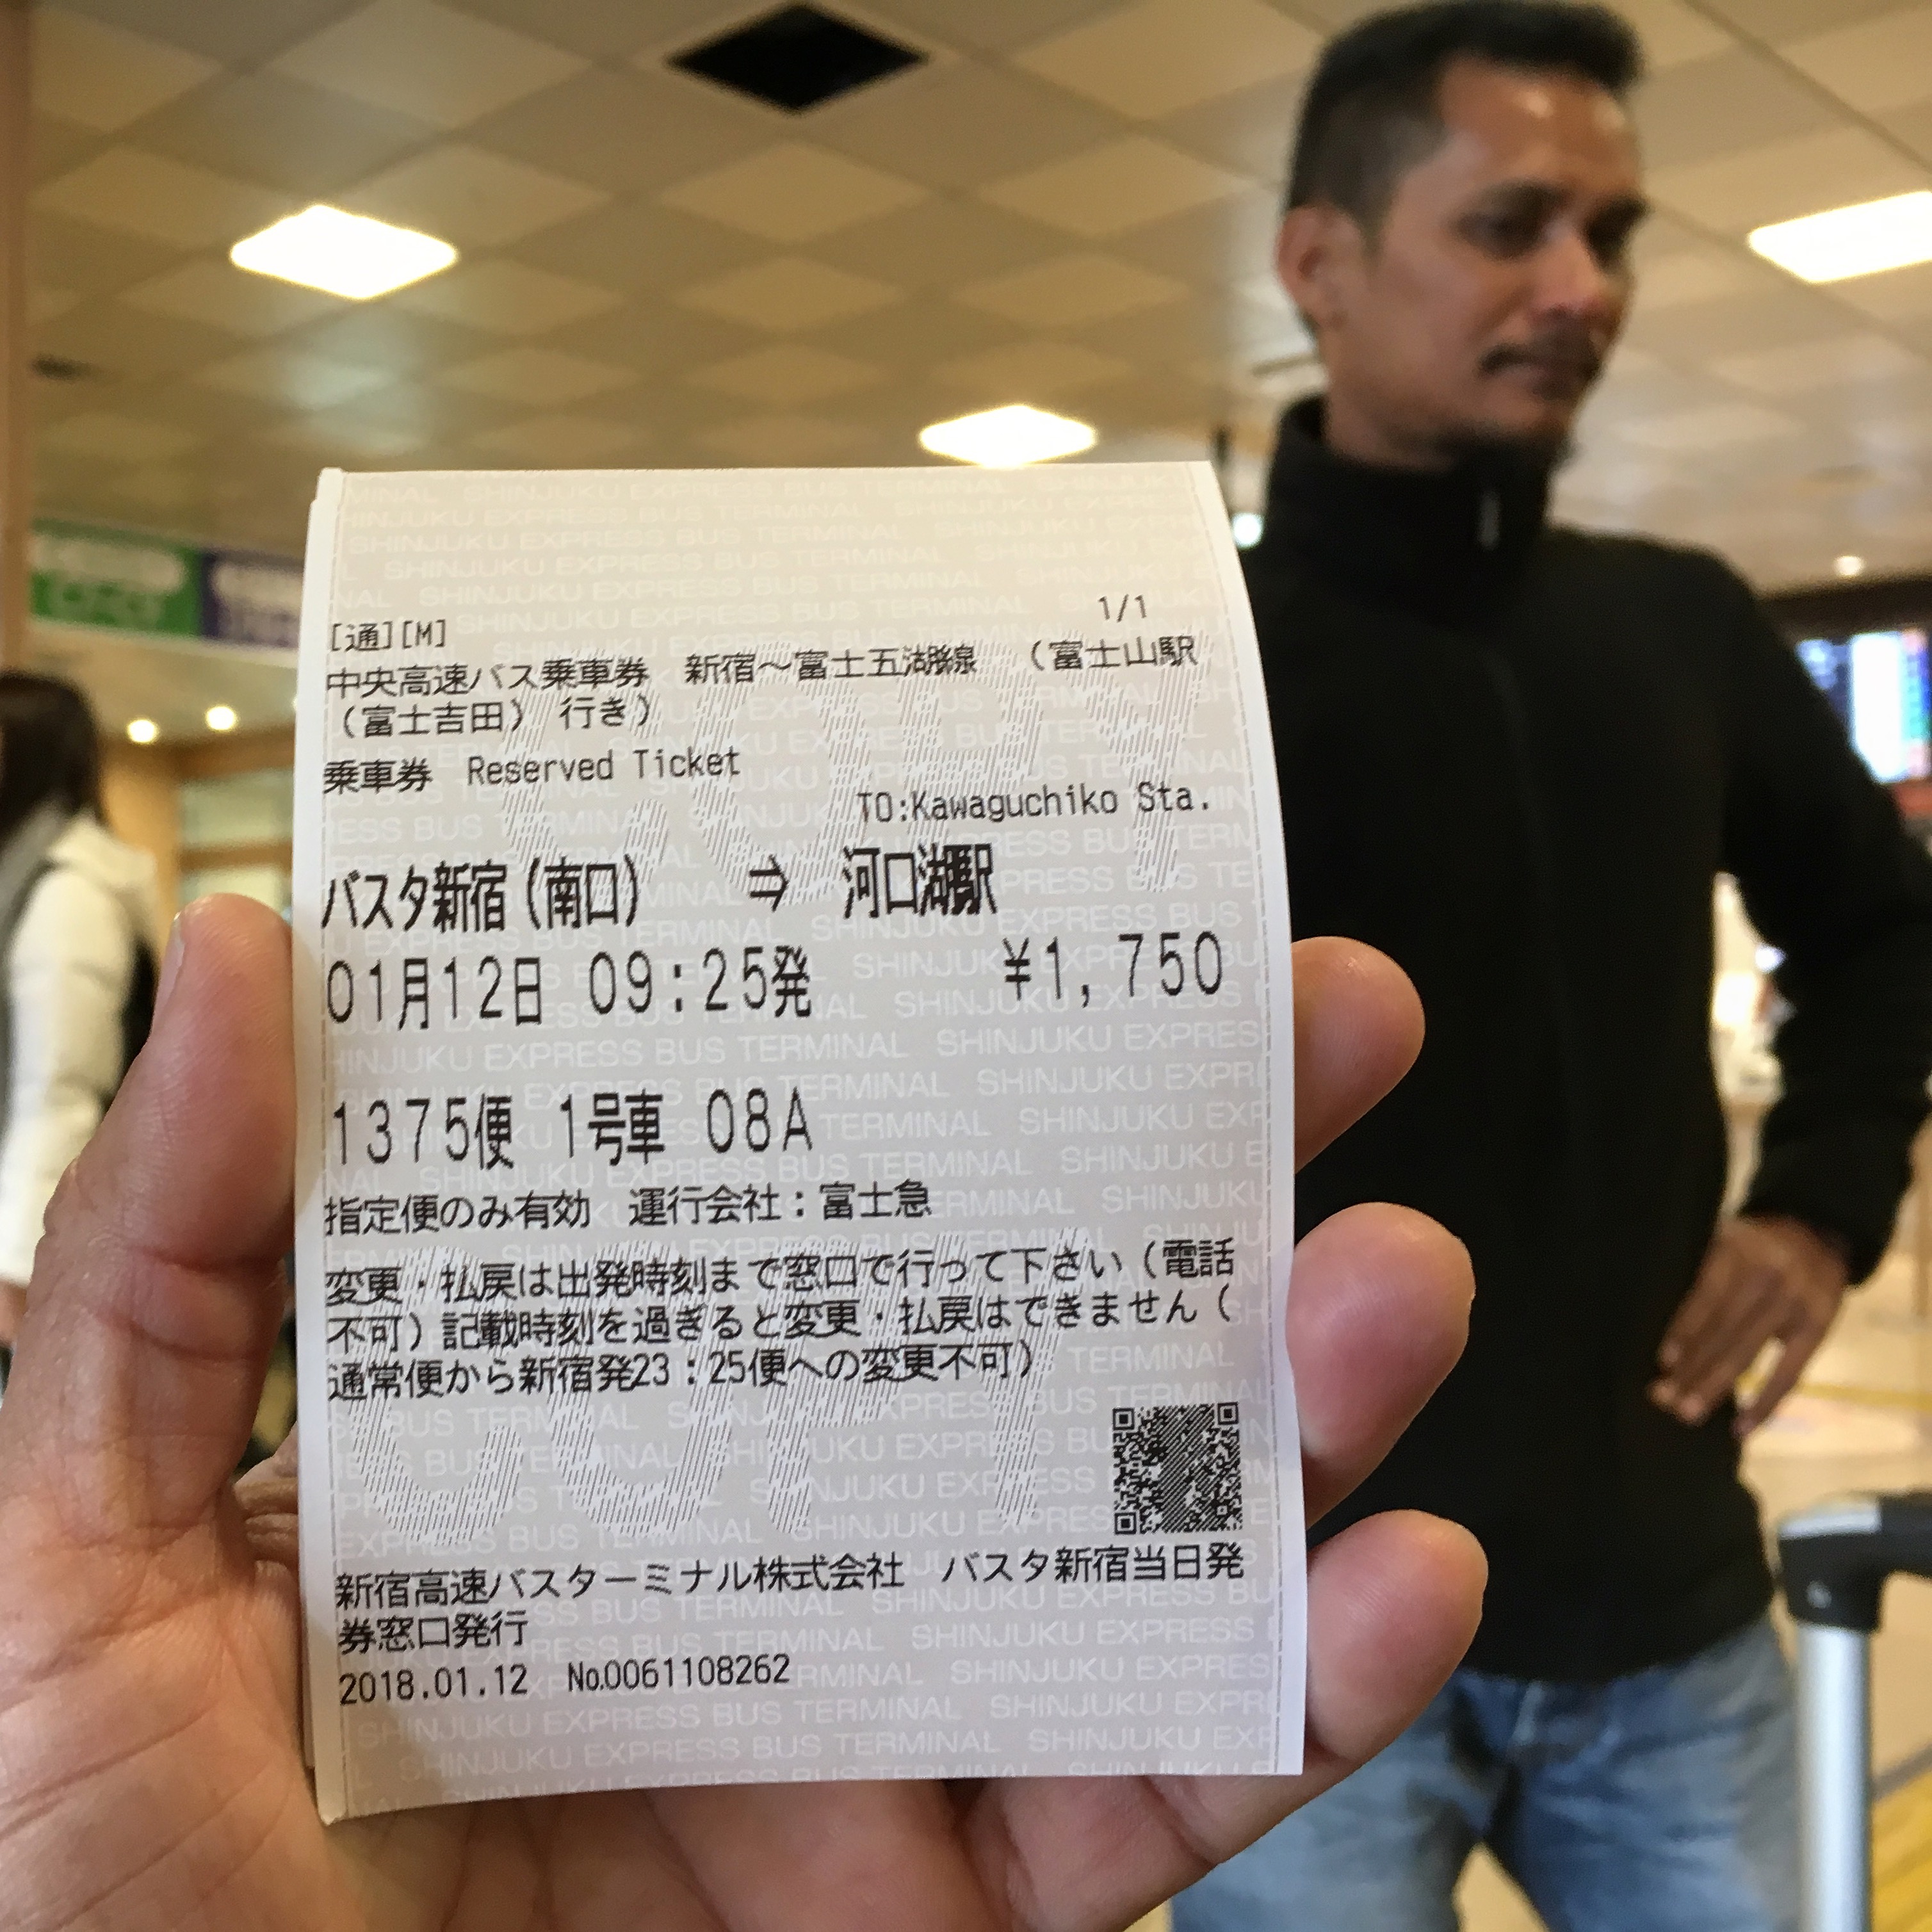 1/1
[通][M]
中央高速バス乗車券　新宿～富士五湖線　（富士山駅
（富士吉田）　行き）
乗車券　Reserved Ticket
TO:Kawaguchiko Sta.
バスタ新宿（南口）　⇒　河口湖駅
01月12日 09:25発　¥1,750
1375便 1号車 08A
指定便のみ有効　運行会社：富士急
変更・払戻は出発時刻まで窓口で行って下さい（電話
不可）記載時刻を過ぎると変更・払戻はできません（
通常便から新宿発23：25便への変更不可）
新宿高速バスターミナル株式会社　バスタ新宿当日発
券窓口発行
2018.01.12　No.0061108262
SHINJUKU EXPRESS BUS TERMINAL
COPY
COPY